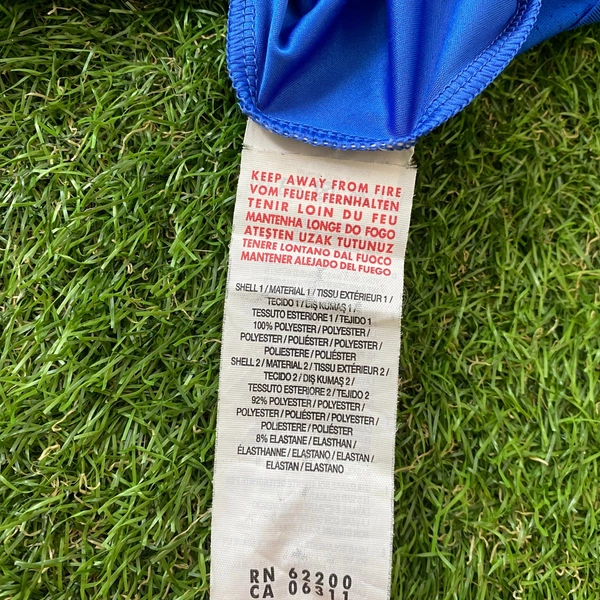 KEEP AWAY FROM FIRE
VOM FEUER FERNHALTEN
TENIR LOIN DU FEU
MANTENHA LONGE DO FOGO
ATEŞTEN UZAK TUTUNUZ
TENERE LONTANO DAL FUOCO
MANTENER ALEJADO DEL FUEGO
SHELL 1 / MATERIAL 1 / TISSU EXTÉRIEUR 1 /
TECIDO 1 / DIŞ KUMAŞ 1 /
TESSUTO ESTERIORE 1 / TEJIDO 1
100% POLYESTER / POLYESTER /
POLYESTER / POLIÉSTER / POLYESTER /
POLIESTERE / POLIÉSTER
SHELL 2 / MATERIAL 2 / TISSU EXTÉRIEUR 2 /
TECIDO 2 / DIŞ KUMAŞ 2 /
TESSUTO ESTERIORE 2 / TEJIDO 2
92% POLYESTER / POLYESTER /
POLYESTER / POLIÉSTER / POLYESTER /
POLIESTERE / POLIÉSTER
8% ELASTANE / ELASTHAN /
ÉLASTHANNE / ELASTANO / ELASTAN /
ELASTAN / ELASTANO
RN 62200
CA 06311